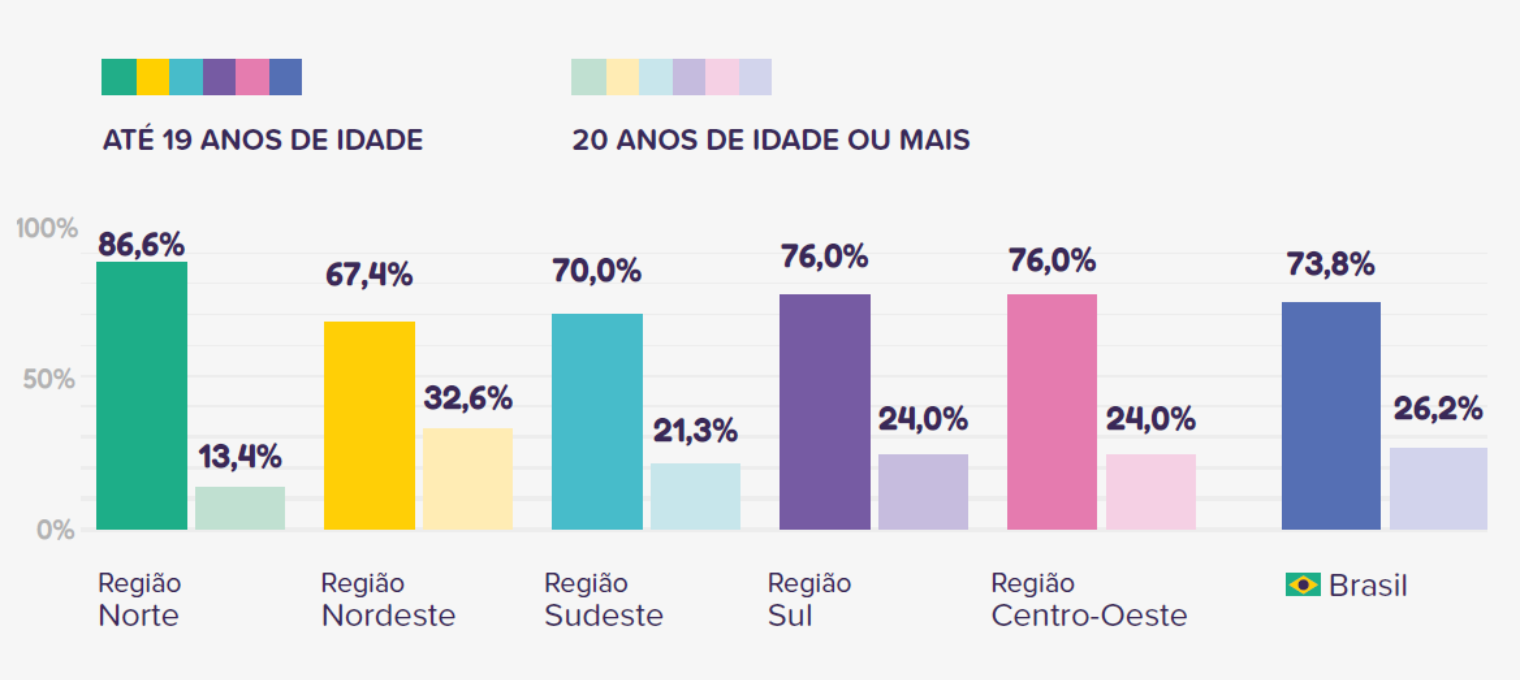 ATÉ 19 ANOS DE IDADE
20 ANOS DE IDADE OU MAIS
100%
50%
0%
86,6%
13,4%
67,4%
32,6%
70,0%
21,3%
76,0%
24,0%
76,0%
24,0%
73,8%
26,2%
Região
Norte
Região
Nordeste
Região
Sudeste
Região
Sul
Região
Centro-Oeste
Brasil